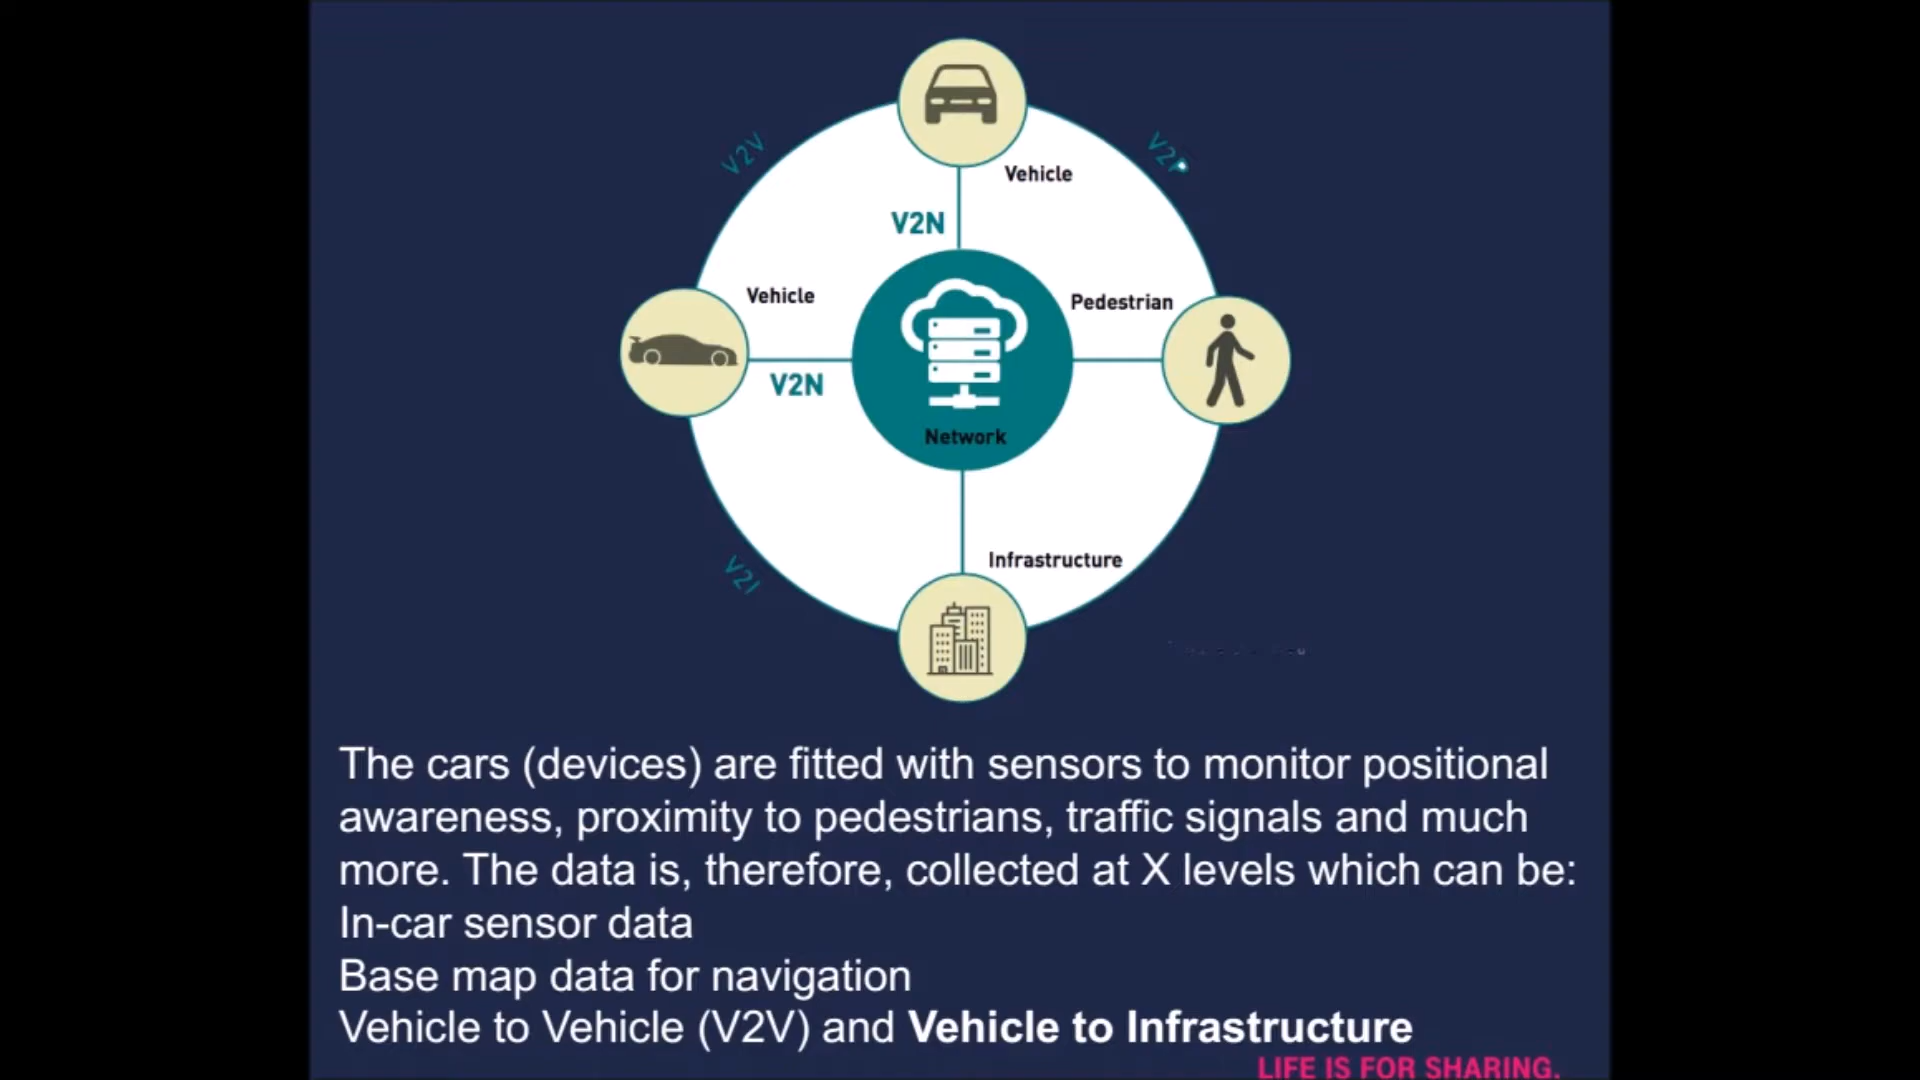 V2V
V2P
Vehicle
V2N
Vehicle
Pedestrian
V2N
Network
Infrastructure
V2I
The cars (devices) are fitted with sensors to monitor positional
awareness, proximity to pedestrians, traffic signals and much
more. The data is, therefore, collected at X levels which can be:
In-car sensor data
Base map data for navigation
Vehicle to Vehicle (V2V) and Vehicle to Infrastructure
LIFE IS FOR SHARING.